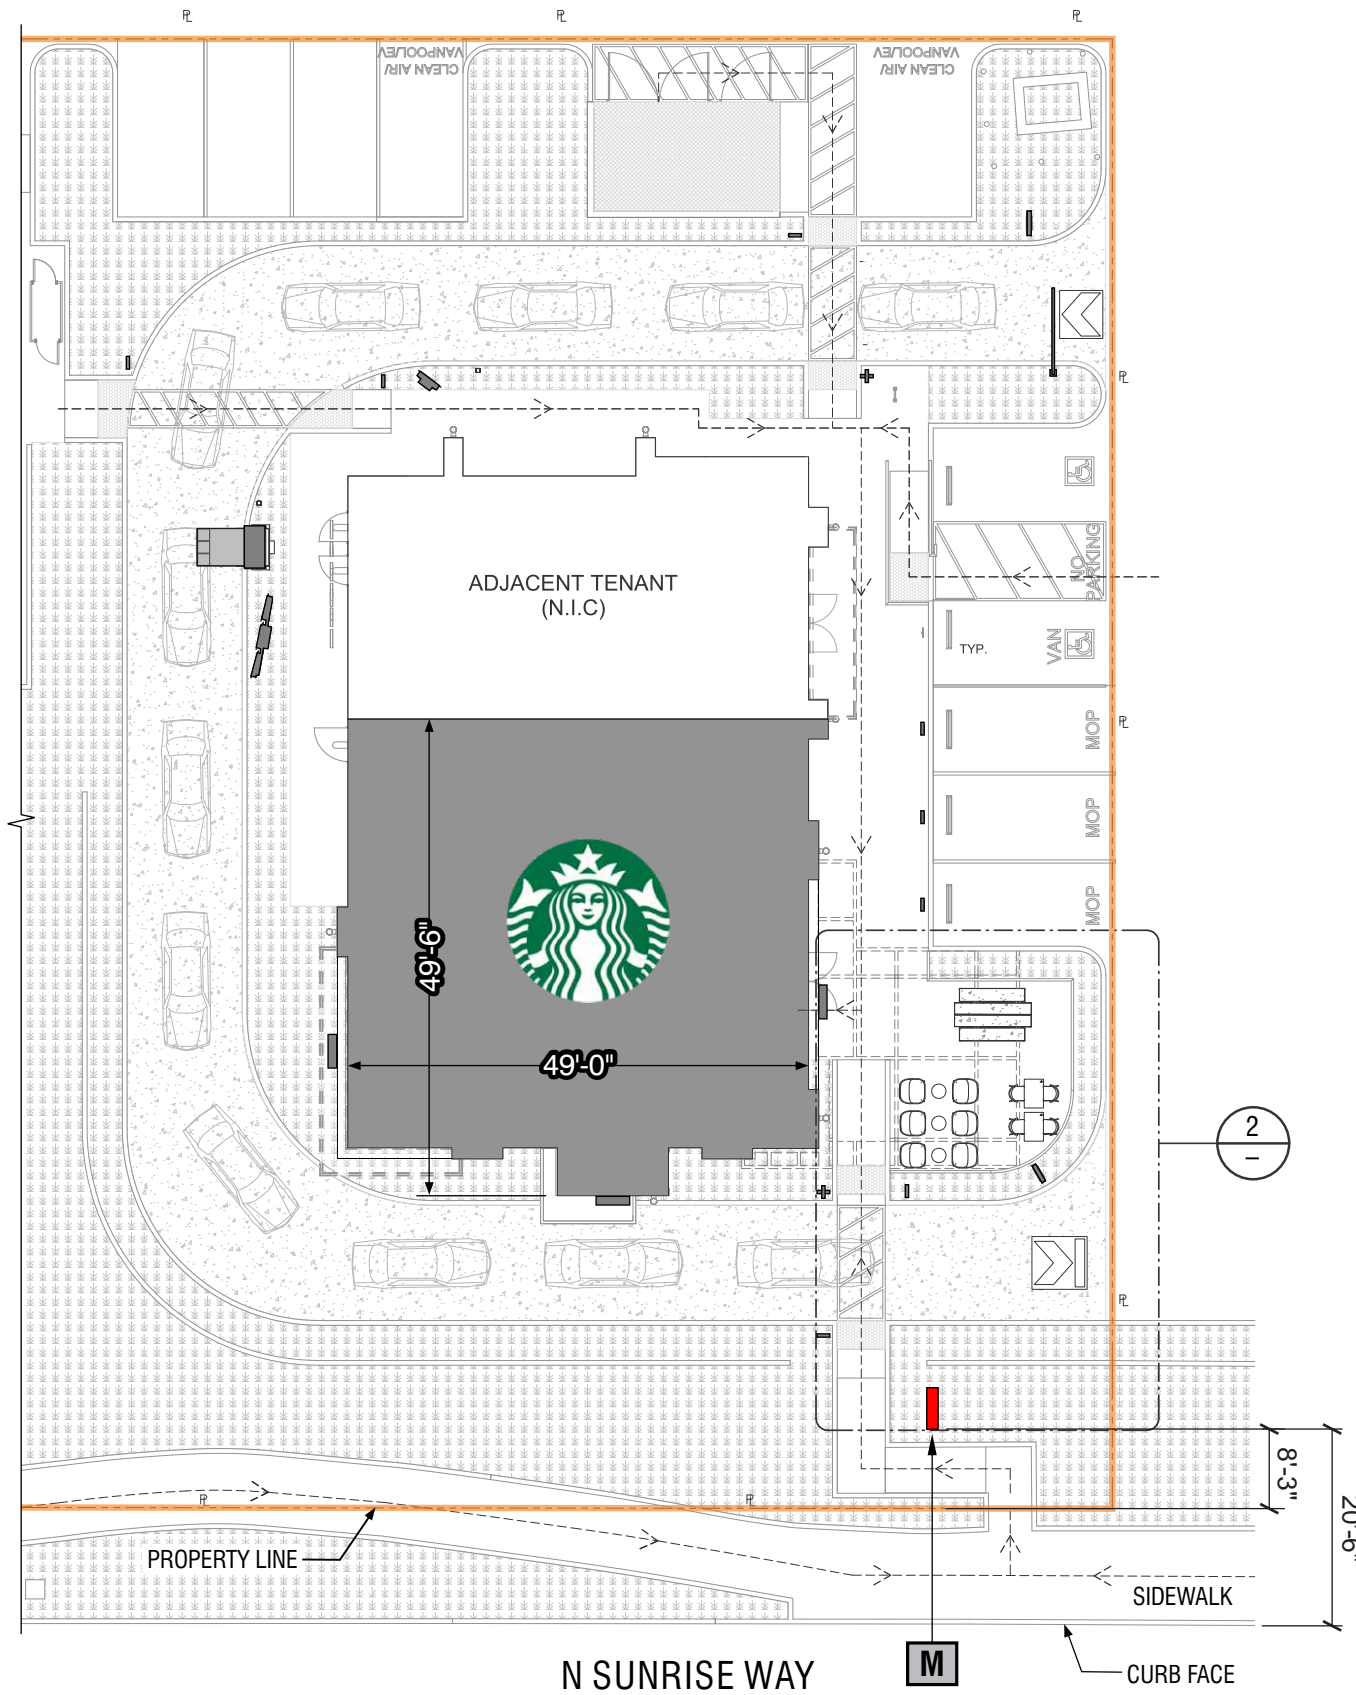 PL
PL
PL
CLEAN AIR/
VANPOOL/EV
CLEAN AIR/
VANPOOL/EV
PL
NO
PARKING
ADJACENT TENANT
(N.I.C)
TYP.
VAN
MOP
PL
MOP
MOP
49'-6"
49'-0"
2
–
PL
8'-3"
20'-6"
PL
PL
PROPERTY LINE
SIDEWALK
M
N SUNRISE WAY
CURB FACE